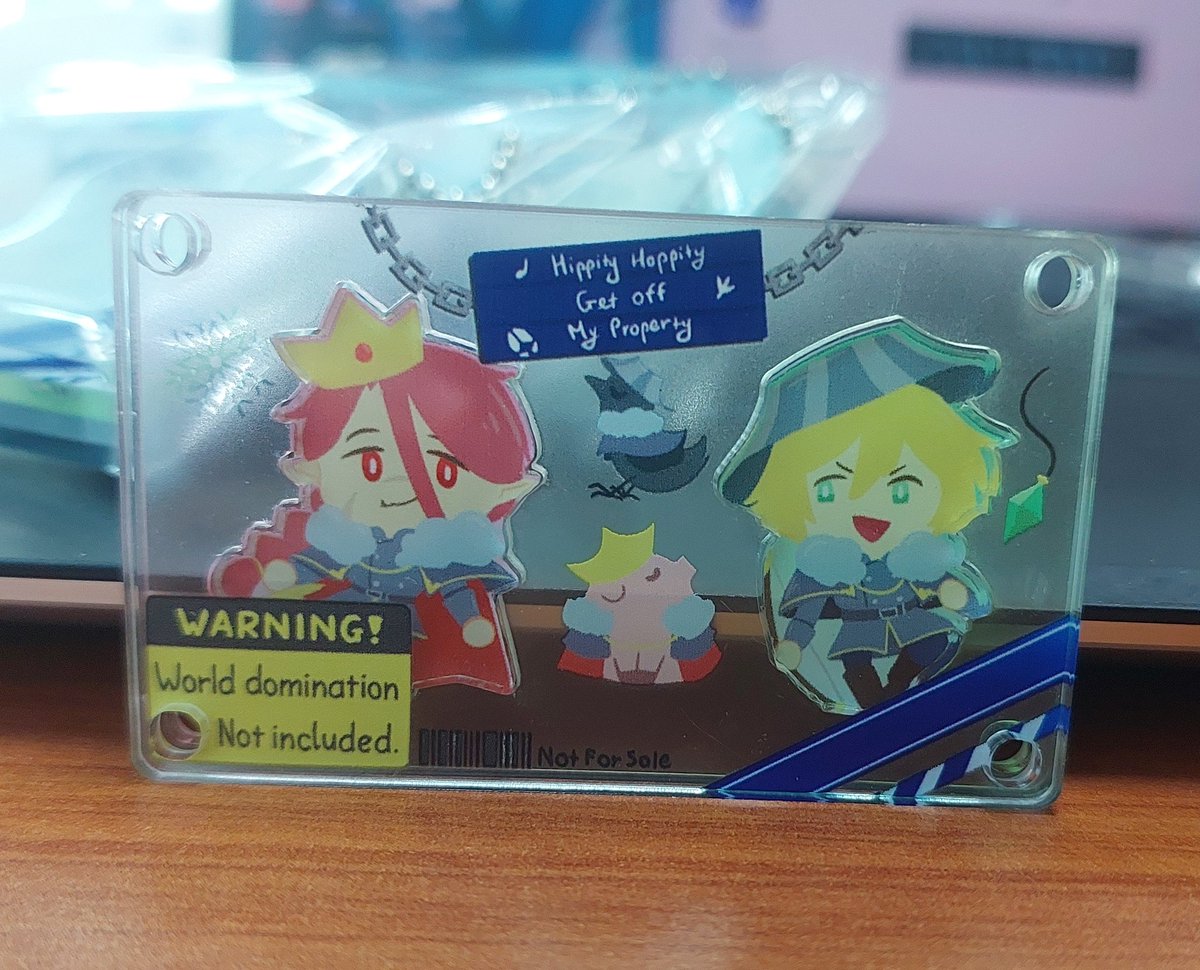 Hippity Hoppity
Get off
My Property
WARNING!
World domination
Not included.
Not For Sale